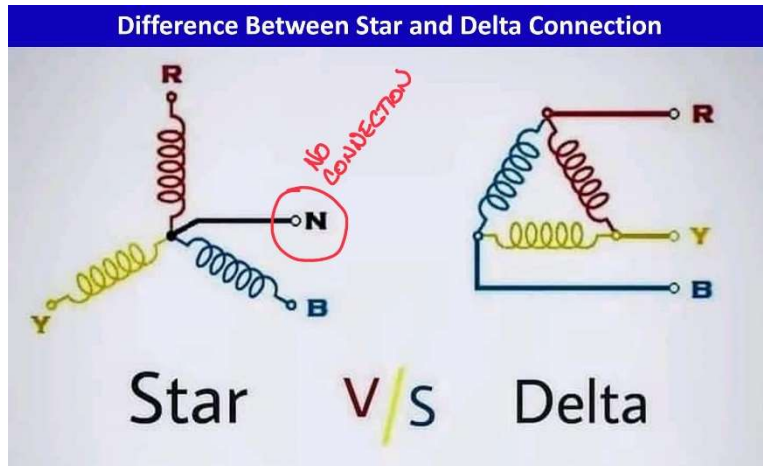 Difference Between Star and Delta Connection
R
NO
CONNECTION
N
Y
B
R
Y
B
Star V/S Delta